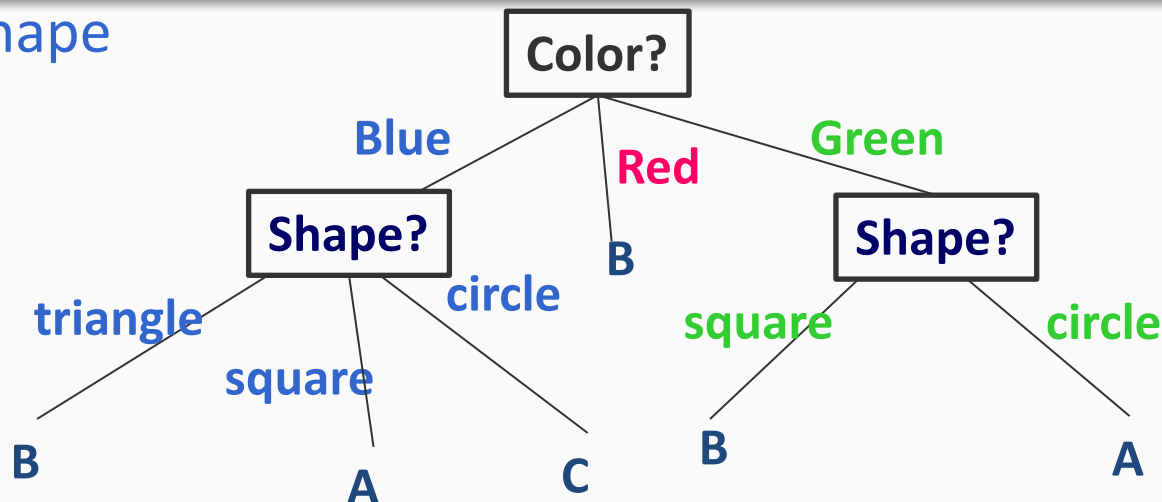 hape
Color?
Blue
Red
Green
Shape?
B
Shape?
triangle
square
circle
square
circle
B
A
C
B
A